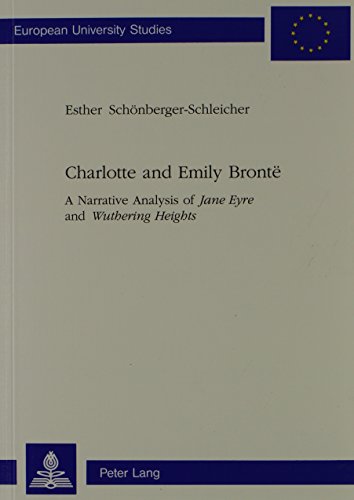 European University Studies
Esther Schönberger-Schleicher
Charlotte and Emily Brontë
A Narrative Analysis of Jane Eyre
and Wuthering Heights
Peter Lang